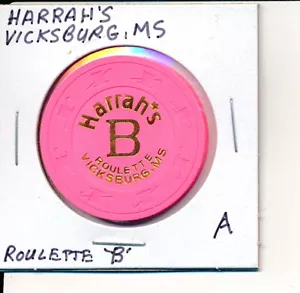 HARRAH'S
VICKSBURG, MS
Harrah's
B
ROULETTE
VICKSBURG, MS
A
ROULETTE 'B'